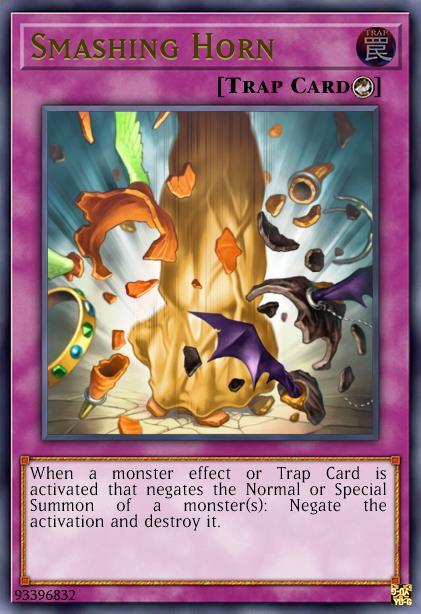 Smashing Horn
TRAP
罠
[Trap Card]
When a monster effect or Trap Card is
activated that negates the Normal or Special
Summon of a monster(s): Negate the
activation and destroy it.
93396832